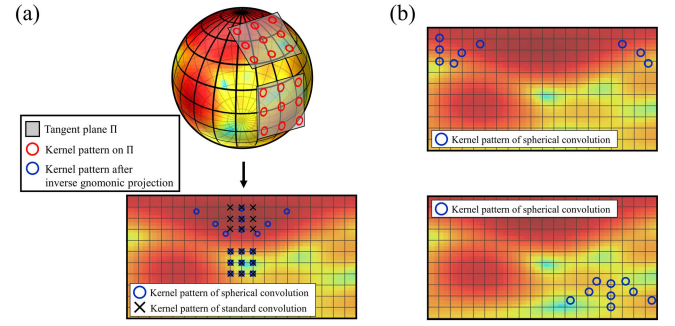 (a)
(b)
Tangent plane Π
Kernel pattern on Π
Kernel pattern after
inverse gnomonic projection
Kernel pattern of spherical convolution
Kernel pattern of standard convolution
Kernel pattern of spherical convolution
Kernel pattern of spherical convolution